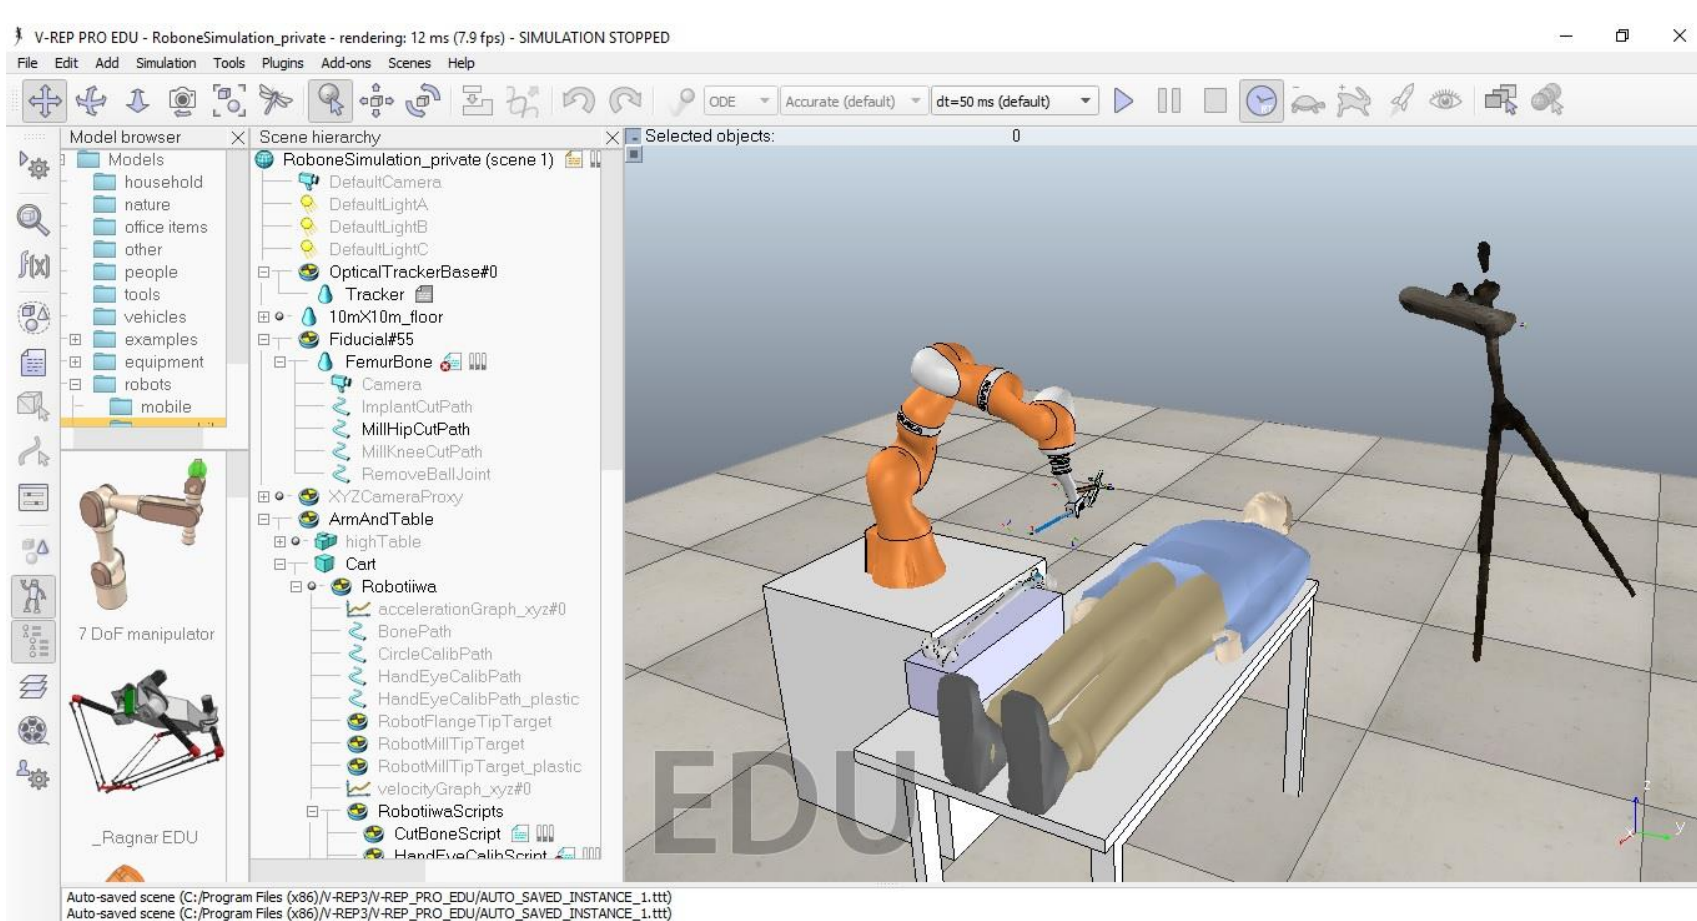 V-REP PRO EDU - RoboneSimulation_private - rendering: 12 ms (7.9 fps) - SIMULATION STOPPED
File Edit Add Simulation Tools Plugins Add-ons Scenes Help
ODE Accurate (default) dt=50 ms (default)
Model browser
Models
household
nature
office items
other
people
tools
vehicles
examples
equipment
robots
mobile
7 DoF manipulator
_Ragnar EDU
Scene hierarchy
RoboneSimulation_private (scene 1)
DefaultCamera
DefaultLightA
DefaultLightB
DefaultLightC
OpticalTrackerBase#0
Tracker
10mX10m_floor
Fiducial#55
FemurBone
Camera
ImplantCutPath
MillHipCutPath
MillKneeCutPath
RemoveBallJoint
XYZCameraProxy
ArmAndTable
highTable
Cart
Robotiiwa
accelerationGraph_xyz#0
BonePath
CircleCalibPath
HandEyeCalibPath
HandEyeCalibPath_plastic
RobotFlangeTipTarget
RobotMillTipTarget
RobotMillTipTarget_plastic
velocityGraph_xyz#0
RobotiiwaScripts
CutBoneScript
HandEyeCalibScript
Selected objects: 0
EDU
z
x y
f(x)
Auto-saved scene (C:/Program Files (x86)/V-REP3/V-REP_PRO_EDU/AUTO_SAVED_INSTANCE_1.ttt)
Auto-saved scene (C:/Program Files (x86)/V-REP3/V-REP_PRO_EDU/AUTO_SAVED_INSTANCE_1.ttt)